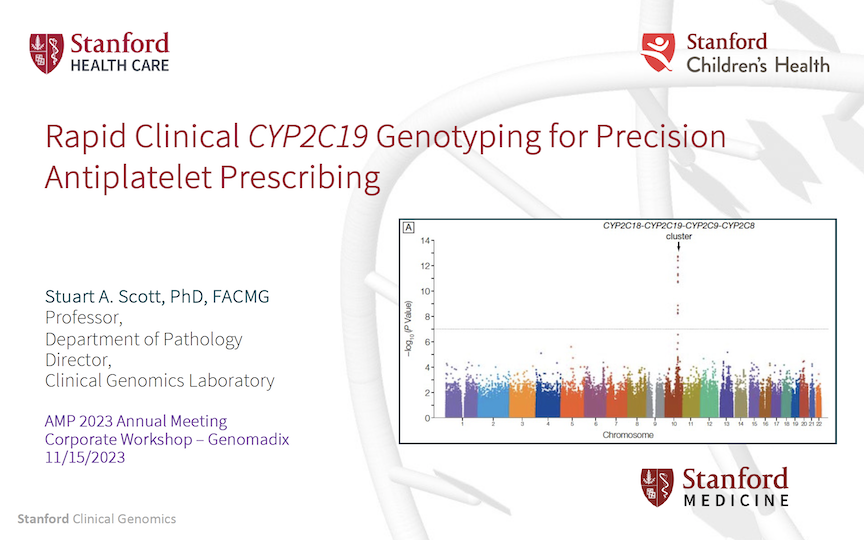 Stanford
HEALTH CARE
Stanford
Children's Health
Rapid Clinical CYP2C19 Genotyping for Precision
Antiplatelet Prescribing
A
CYP2C18-CYP2C19-CYP2C9-CYP2C8
cluster
14
12
10
8
6
4
2
0
–log10 (P Value)
1 2 3 4 5 6 7 8 9 10 11 12 13 14 15 16 17 18 19 20 21 22
Chromosome
Stuart A. Scott, PhD, FACMG
Professor,
Department of Pathology
Director,
Clinical Genomics Laboratory
AMP 2023 Annual Meeting
Corporate Workshop – Genomadix
11/15/2023
Stanford
MEDICINE
Stanford Clinical Genomics